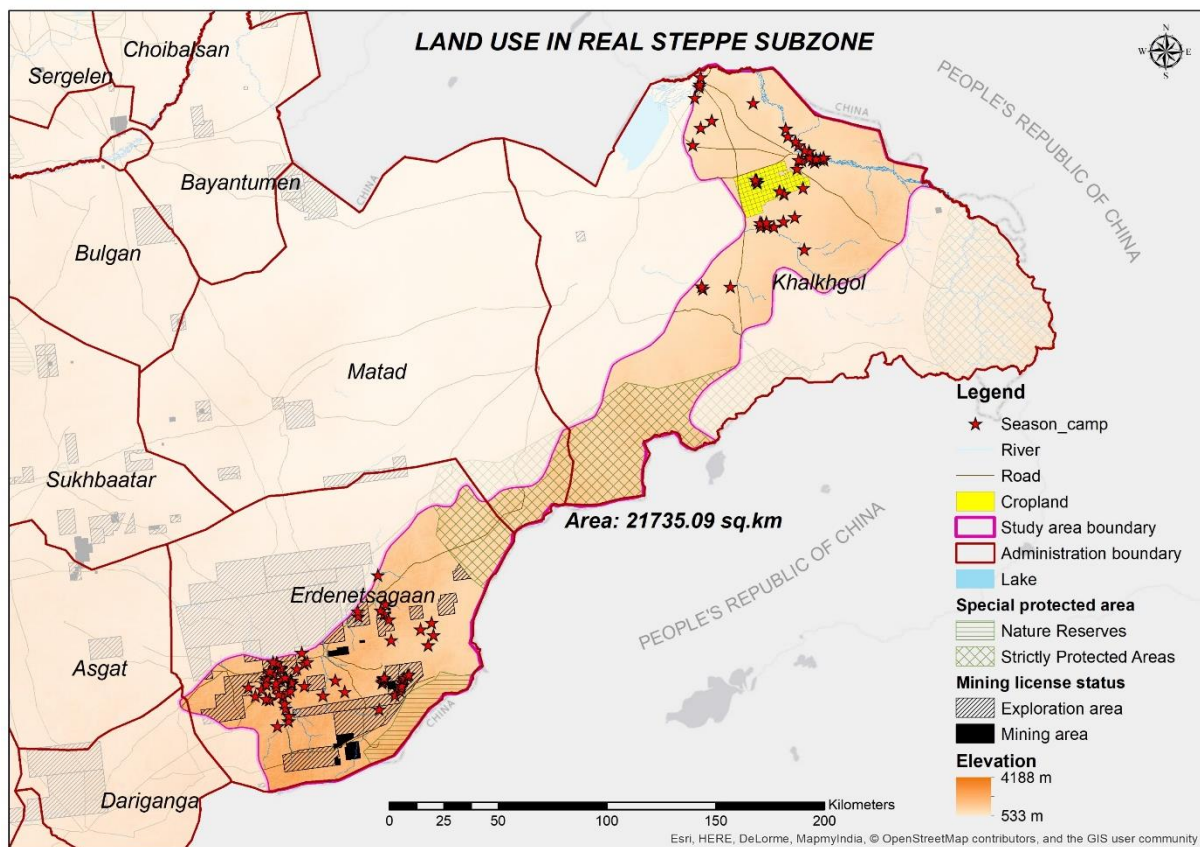 LAND USE IN REAL STEPPE SUBZONE
N
W E
S
Choibalsan
Sergelen
CHINA
PEOPLE'S REPUBLIC OF CHINA
Bayantumen
CHINA
Bulgan
Khalkhgol
Matad
Sukhbaatar
Area: 21735.09 sq.km
PEOPLE'S REPUBLIC OF CHINA
Erdenetsagaan
Asgat
CHINA
Dariganga
Legend
Season_camp
River
Road
Cropland
Study area boundary
Administration boundary
Lake
Special protected area
Nature Reserves
Strictly Protected Areas
Mining license status
Exploration area
Mining area
Elevation
4188 m
533 m
Kilometers
0 25 50 100 150 200
Esri, HERE, DeLorme, MapmyIndia, © OpenStreetMap contributors, and the GIS user community